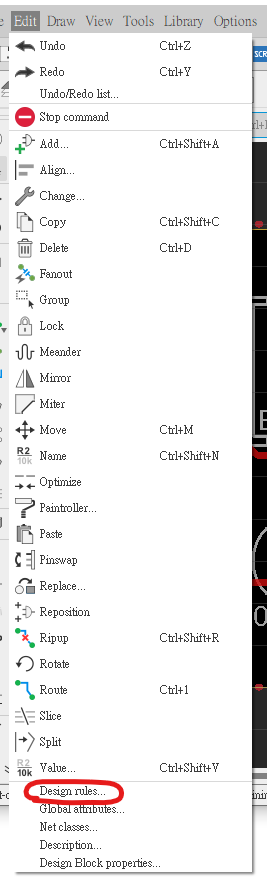 Edit Draw View Tools Library Options
Undo Ctrl+Z
Redo Ctrl+Y
Undo/Redo list...
SCR
Stop command
Add... Ctrl+Shift+A
Align...
Change...
Copy Ctrl+Shift+C
Delete Ctrl+D
Fanout
Group
Lock
Meander
Mirror
Miter
Move Ctrl+M
R2
10k
Name Ctrl+Shift+N
Optimize
Paintroller...
Paste
Pinswap
Replace...
Reposition
Ripup Ctrl+Shift+R
Rotate
Route Ctrl+1
Slice
Split
R2
10k
Value... Ctrl+Shift+V
Design rules...
Global attributes...
Net classes...
Description...
Design Block properties...